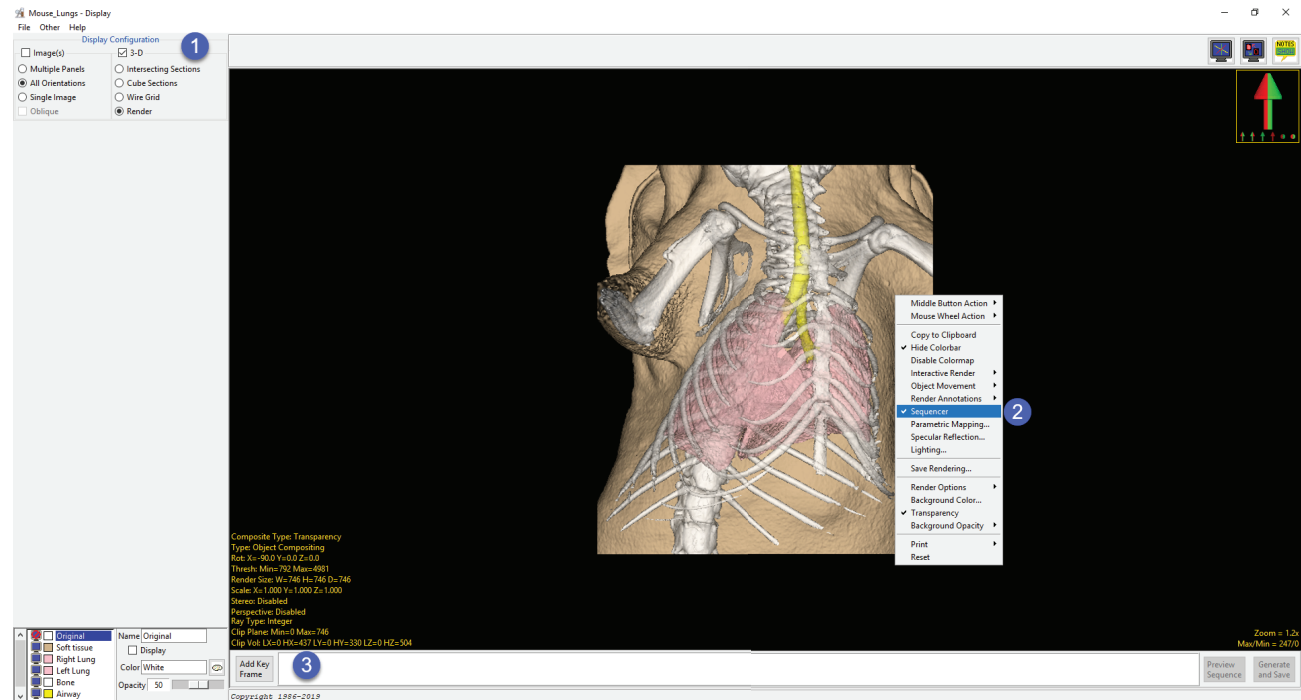 Mouse_Lungs - Display
File Other Help
Display Configuration
Image(s)
3-D
1
Multiple Panels
Intersecting Sections
All Orientations
Cube Sections
Single Image
Wire Grid
Oblique
Render
NOTES
Middle Button Action
Mouse Wheel Action
Copy to Clipboard
Hide Colorbar
Disable Colormap
Interactive Render
Object Movement
Render Annotations
Sequencer
2
Parametric Mapping...
Specular Reflection...
Lighting...
Save Rendering...
Render Options
Background Color...
Transparency
Background Opacity
Print
Reset
Composite Type: Transparency
Type: Object Compositing
Rot: X=-90.0 Y=0.0 Z=0.0
Thresh: Min=792 Max=4981
Render Size: W=746 H=746 D=746
Scale: X=1.000 Y=1.000 Z=1.000
Stereo: Disabled
Perspective: Disabled
Ray Type: Integer
Clip Plane: Min=0 Max=746
Clip Vol: LX=0 HX=437 LY=0 HY=330 LZ=0 HZ=504
Zoom = 1.2x
Max/Min = 247/0
Original
Soft tissue
Right Lung
Left Lung
Bone
Airway
Name Original
Display
Color White
Opacity 50
Add Key
Frame
3
Preview
Sequence
Generate
and Save
Copyright 1986-2019